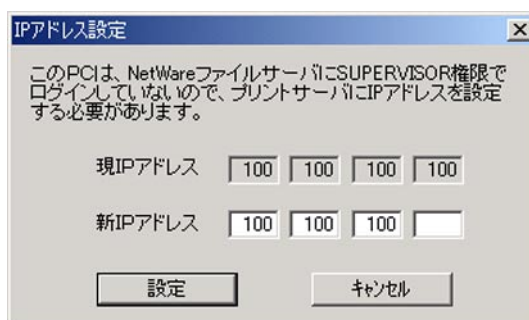 IPアドレス設定
このPCは、NetWareファイルサーバにSUPERVISOR権限で
ログインしていないので、プリントサーバにIPアドレスを設定
する必要があります。
現IPアドレス 100 100 100 100
新IPアドレス 100 100 100
設定 キャンセル